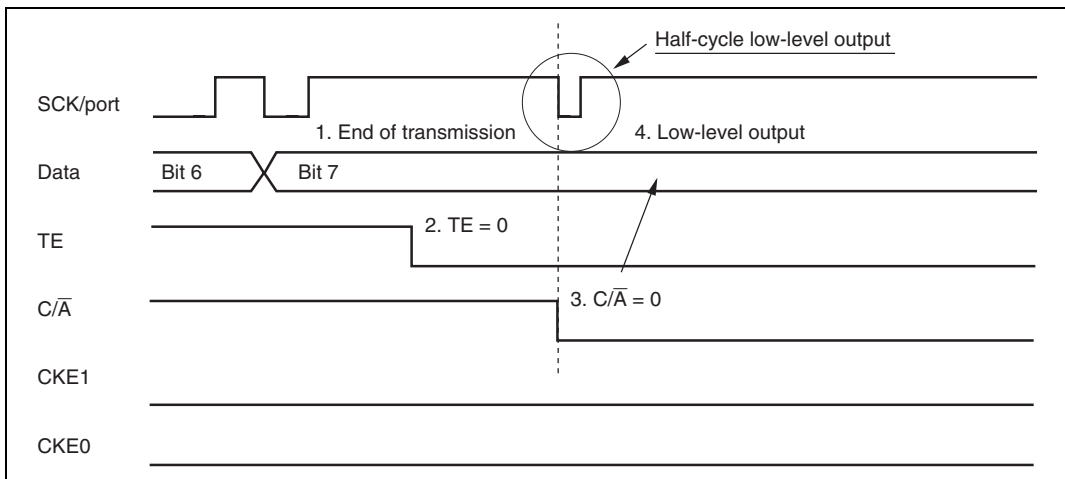 Half-cycle low-level output
SCK/port
1. End of transmission
4. Low-level output
Data
Bit 6
Bit 7
TE
2. TE = 0
C/A̅
3. C/A̅ = 0
CKE1
CKE0